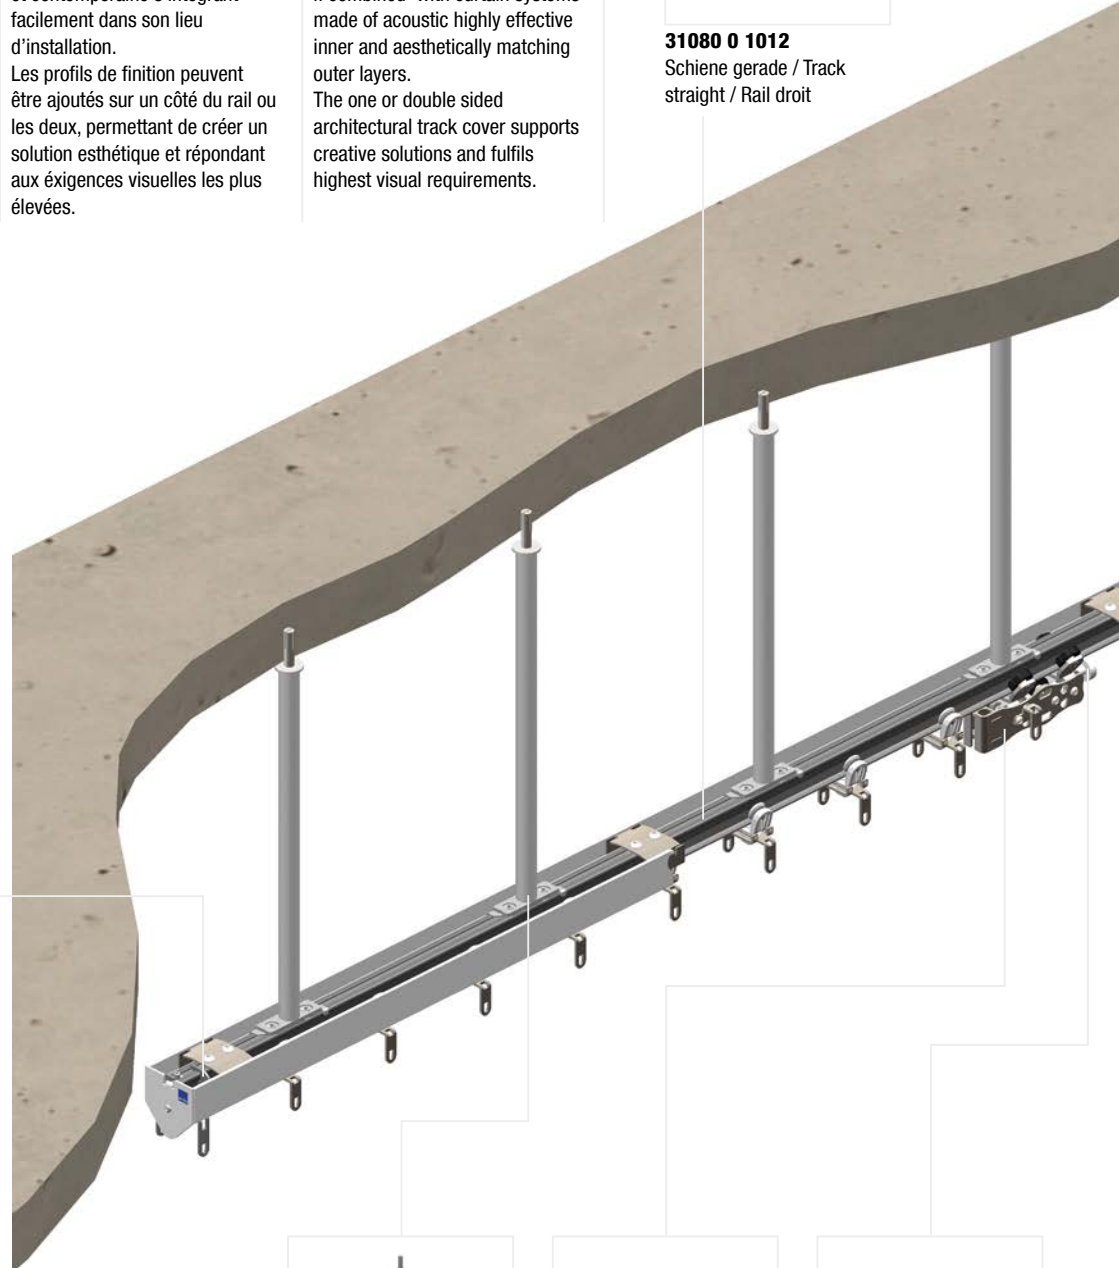 facilement dans son lieu
d'installation.
Les profils de finition peuvent
être ajoutés sur un côté du rail ou
les deux, permettant de créer un
solution esthétique et répondant
aux éxigences visuelles les plus
élevées.
made of acoustic highly effective
inner and aesthetically matching
outer layers.
The one or double sided
architectural track cover supports
creative solutions and fulfils
highest visual requirements.
31080 0 1012
Schiene gerade / Track
straight / Rail droit